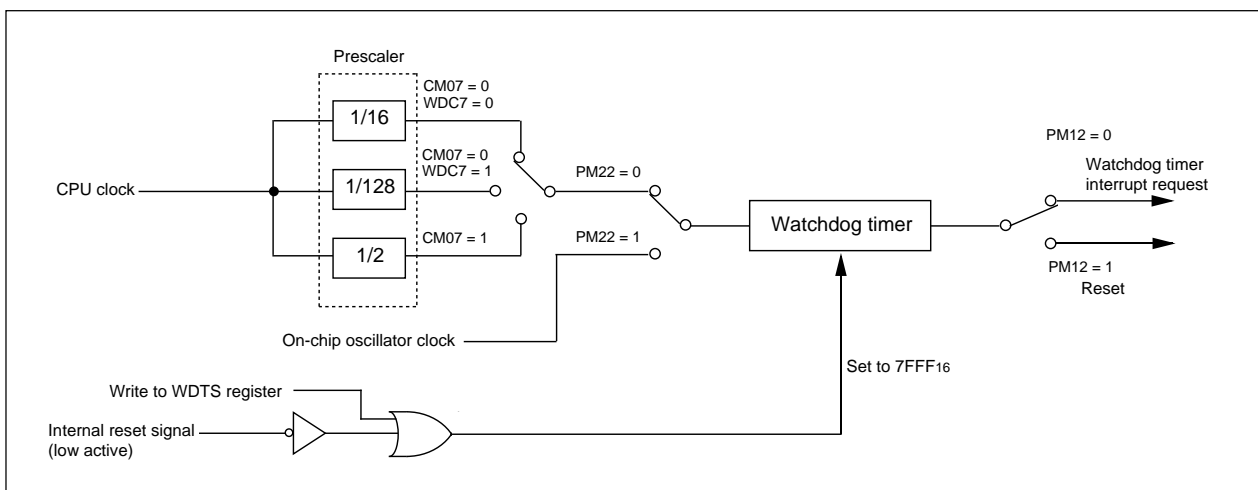 Prescaler
CM07 = 0
WDC7 = 0
1/16
PM12 = 0
CM07 = 0
WDC7 = 1
PM22 = 0
Watchdog timer
interrupt request
CPU clock
1/128
Watchdog timer
CM07 = 1
PM22 = 1
1/2
PM12 = 1
Reset
On-chip oscillator clock
Set to 7FFF16
Write to WDTS register
Internal reset signal
(low active)